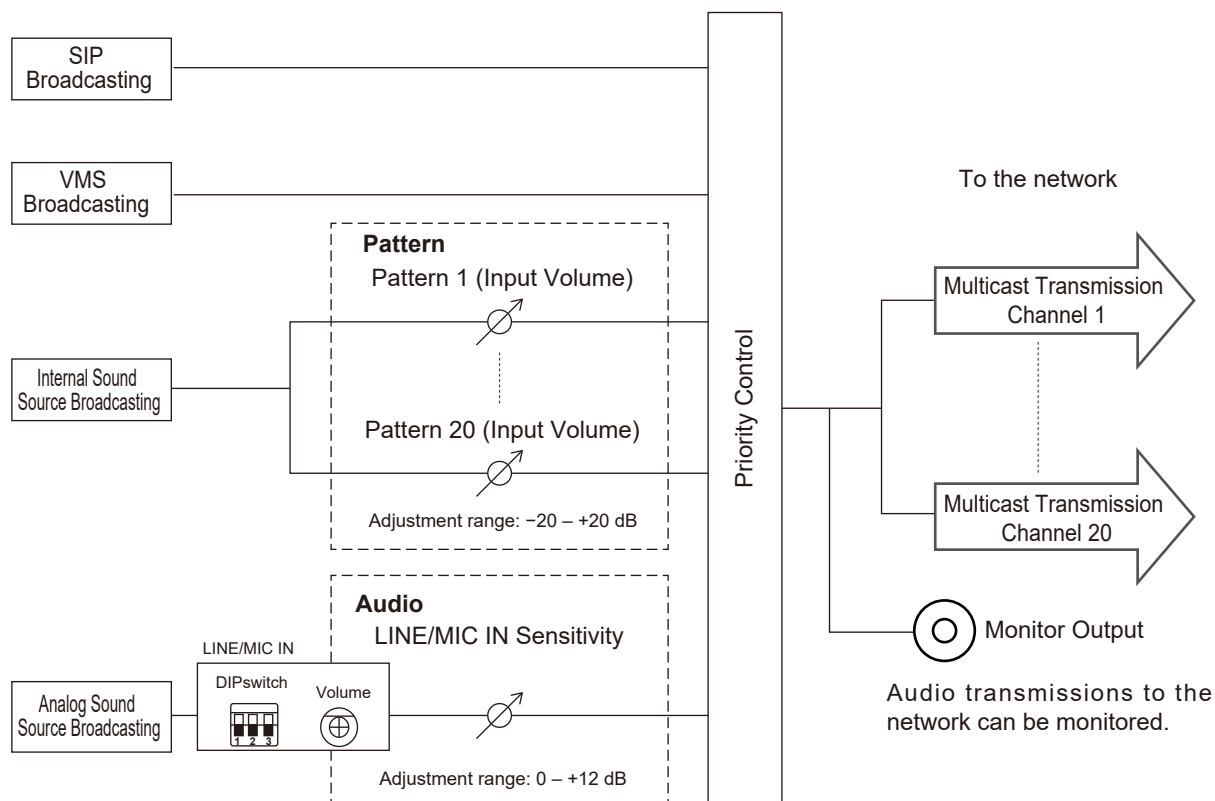 SIP
Broadcasting
VMS
Broadcasting
To the network
Pattern
Pattern 1 (Input Volume)
Multicast Transmission
Channel 1
Internal Sound
Source Broadcasting
Priority Control
Pattern 20 (Input Volume)
Adjustment range: −20 – +20 dB
Multicast Transmission
Channel 20
Audio
LINE/MIC IN Sensitivity
Monitor Output
LINE/MIC IN
DIPswitch
Volume
1 2 3
Analog Sound
Source Broadcasting
Audio transmissions to the
network can be monitored.
Adjustment range: 0 – +12 dB